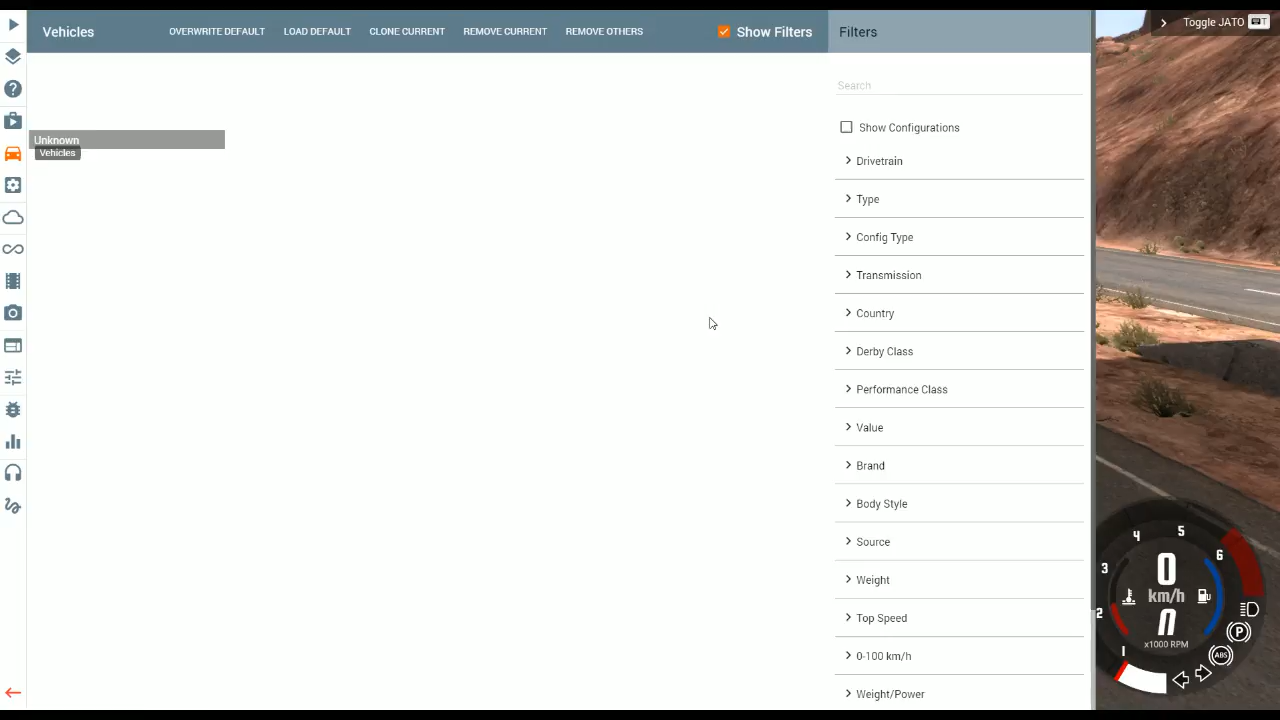 Vehicles
OVERWRITE DEFAULT
LOAD DEFAULT
CLONE CURRENT
REMOVE CURRENT
REMOVE OTHERS
Show Filters
Filters
Toggle JATO
Search
Show Configurations
Unknown
Vehicles
Drivetrain
Type
Config Type
Transmission
Country
Derby Class
Performance Class
Value
Brand
Body Style
Source
Weight
Top Speed
0-100 km/h
Weight/Power
1
2
3
4
5
6
0
km/h
n
x1000 RPM
P
ABS